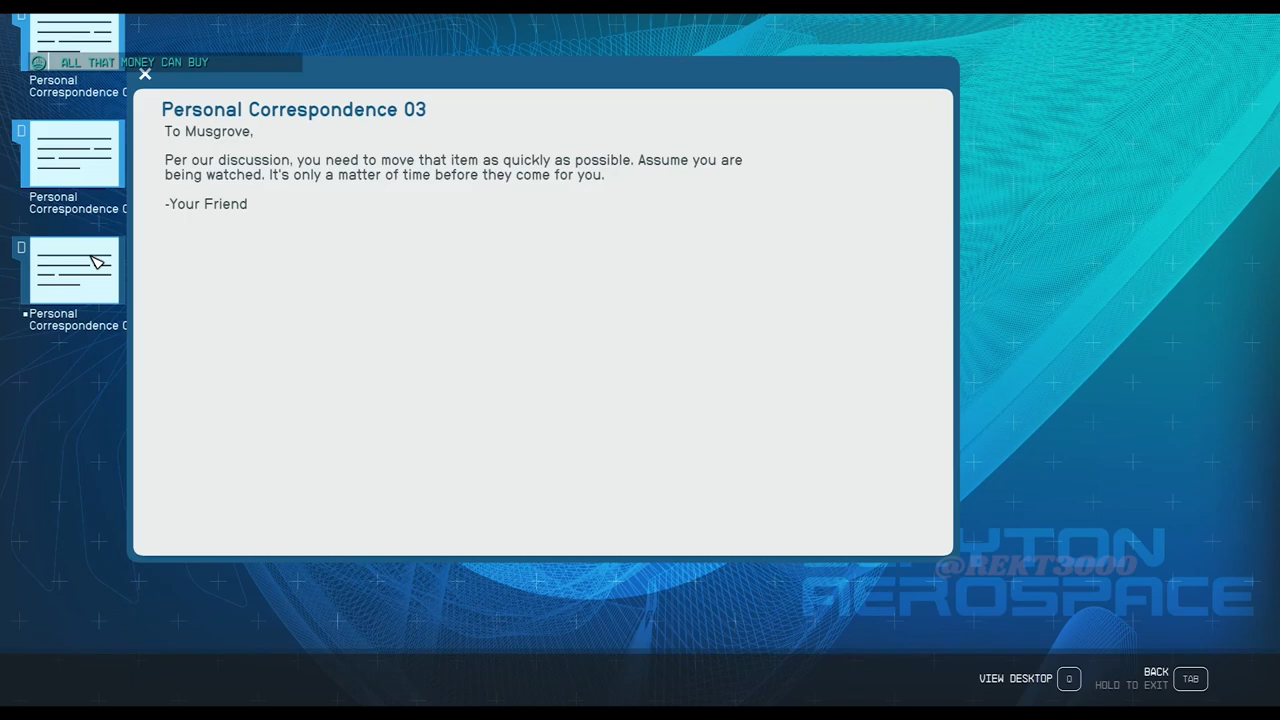 ALL THAT MONEY CAN BUY
Personal
Correspondence 0
Personal
Correspondence 0
Personal
Correspondence 0
Personal Correspondence 03
To Musgrove,
Per our discussion, you need to move that item as quickly as possible. Assume you are
being watched. It's only a matter of time before they come for you.
-Your Friend
@REKT3000
AEROSPACE
VIEW DESKTOP Q
BACK
HOLD TO EXIT TAB